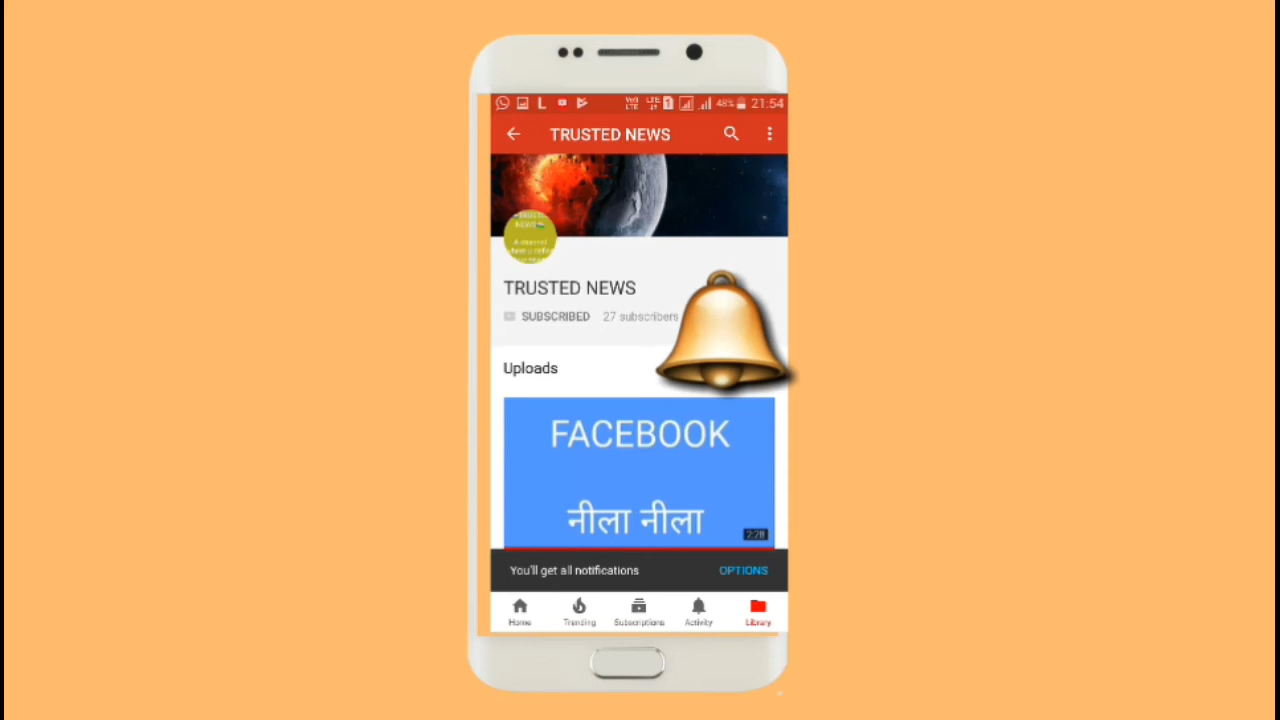 48% 21:54
TRUSTED NEWS
TRUSTED NEWS
SUBSCRIBED 27 subscribers
Uploads
FACEBOOK
नीला नीला
2:28
You'll get all notifications OPTIONS
Home Trending Subscriptions Activity Library